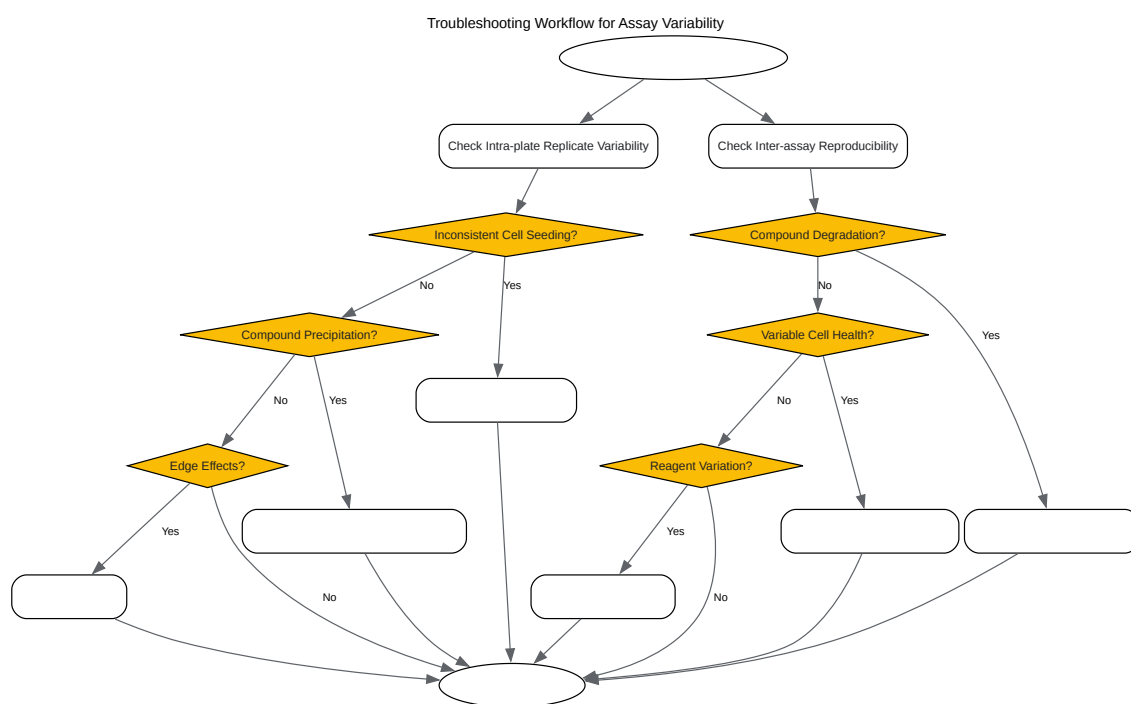 Troubleshooting Workflow for Assay Variability
Check Intra-plate Replicate Variability
Check Inter-assay Reproducibility
Inconsistent Cell Seeding?
Compound Degradation?
No
Yes
No
Compound Precipitation?
Variable Cell Health?
Yes
No
Yes
No
Yes
Edge Effects?
Reagent Variation?
Yes
Yes
No
No